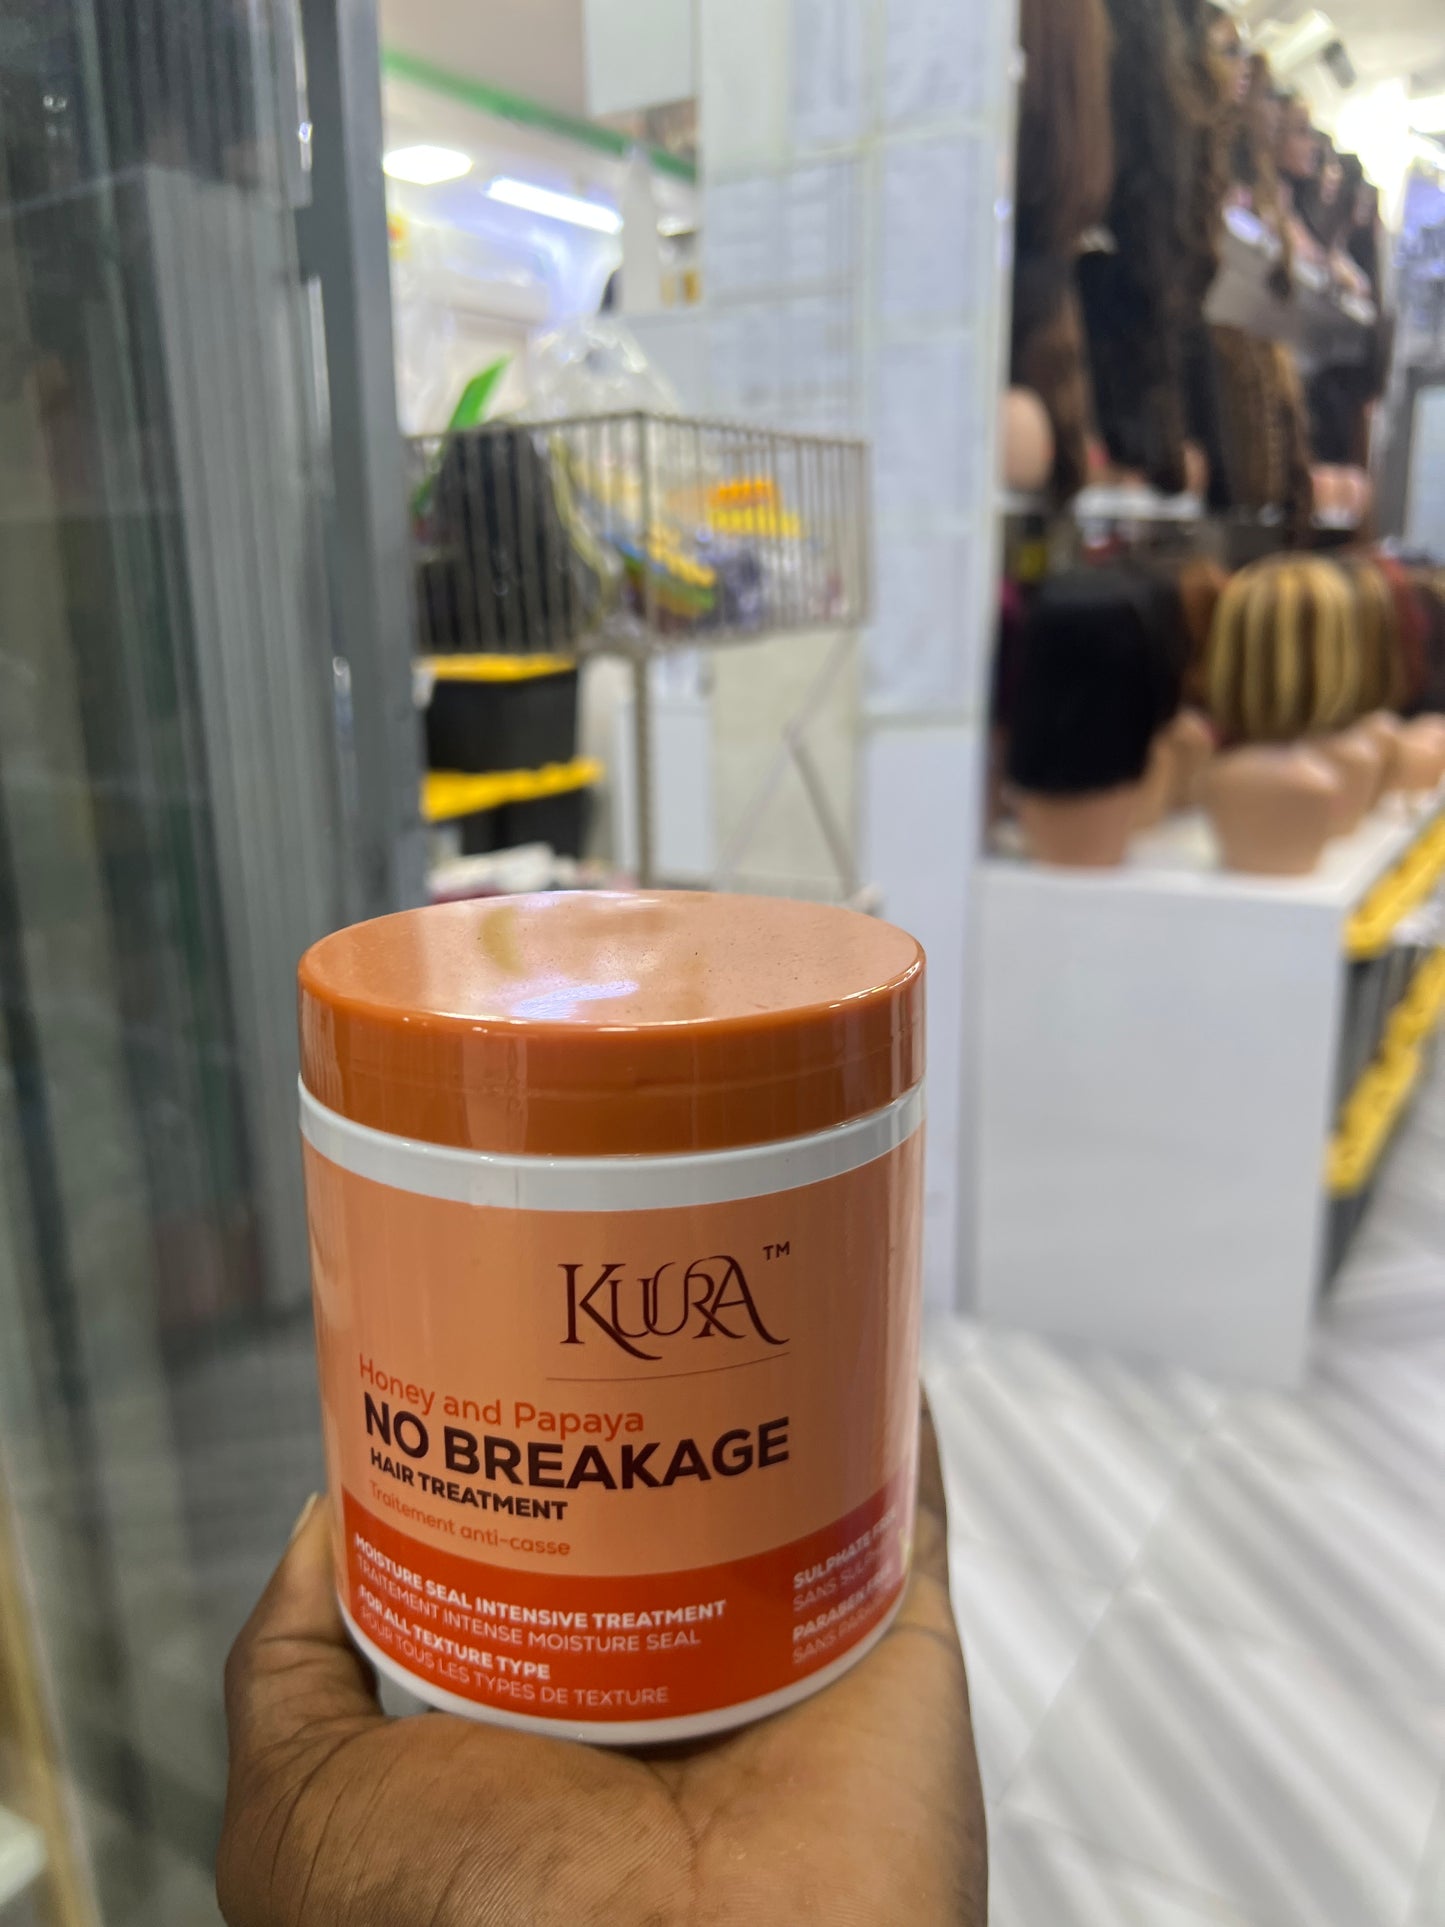 KUURA™
Honey and Papaya
NO BREAKAGE
HAIR TREATMENT
Traitement anti-casse
MOISTURE SEAL INTENSIVE TREATMENT
TRAITEMENT INTENSE MOISTURE SEAL
FOR ALL TEXTURE TYPE
POUR TOUS LES TYPES DE TEXTURE
SULPHATE FREE
SANS
PARABEN FREE
SANS